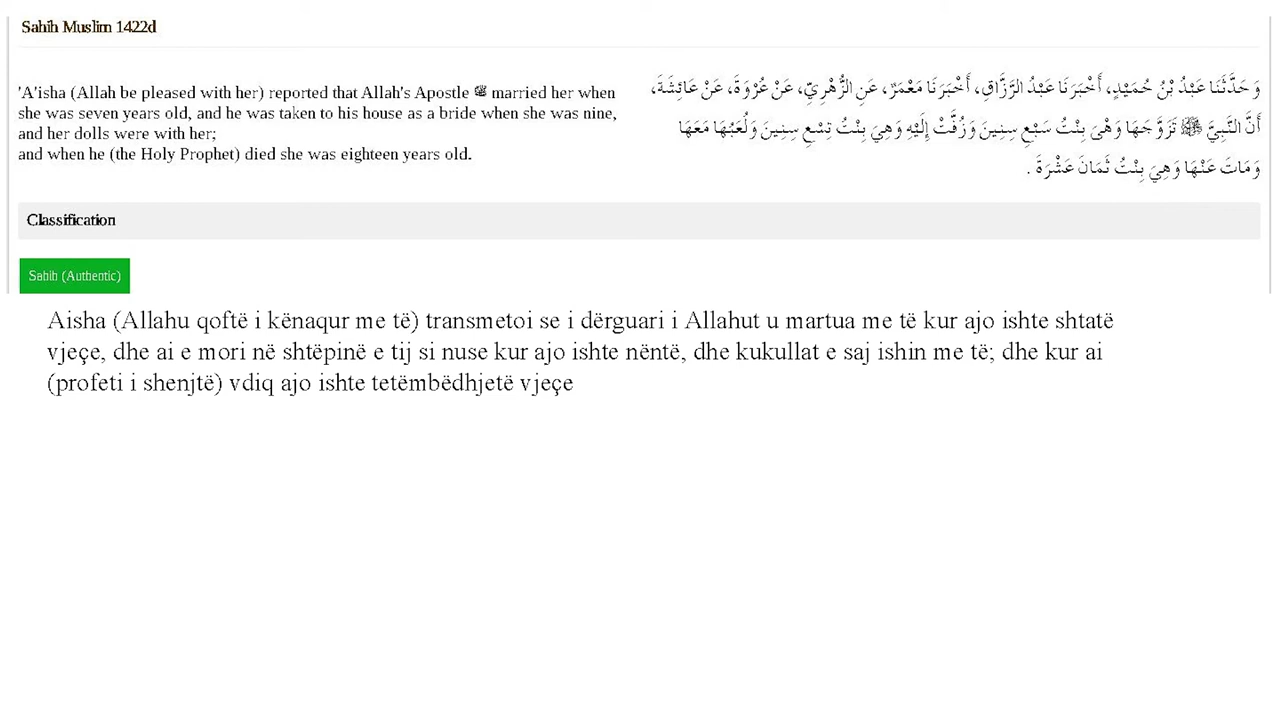 Sahih Muslim 1422d
'A'isha (Allah be pleased with her) reported that Allah's Apostle ﷺ married her when
she was seven years old, and he was taken to his house as a bride when she was nine,
and her dolls were with her;
and when he (the Holy Prophet) died she was eighteen years old.
وَحَدَّثَنَا عَبْدُ بْنُ حُمَيْدٍ، أَخْبَرَنَا عَبْدُ الرَّزَّاقِ، أَخْبَرَنَا مَعْمَرٌ، عَنِ الزُّهْرِيِّ، عَنْ عُرْوَةَ، عَنْ عَائِشَةَ،
أَنَّ النَّبِيَّ ﷺ تَزَوَّجَهَا وَهْىَ بِنْتُ سَبْعِ سِنِينَ وَزُفَّتْ إِلَيْهِ وَهِيَ بِنْتُ تِسْعِ سِنِينَ وَلُعَبُهَا مَعَهَا
وَمَاتَ عَنْهَا وَهِيَ بِنْتُ ثَمَانَ عَشْرَةَ .
Classification
Sahih (Authentic)
Aisha (Allahu qoftë i kënaqur me të) transmetoi se i dërguari i Allahut u martua me të kur ajo ishte shtatë
vjeçe, dhe ai e mori në shtëpinë e tij si nuse kur ajo ishte nëntë, dhe kukullat e saj ishin me të; dhe kur ai
(profeti i shenjtë) vdiq ajo ishte tetëmbëdhjetë vjeçe